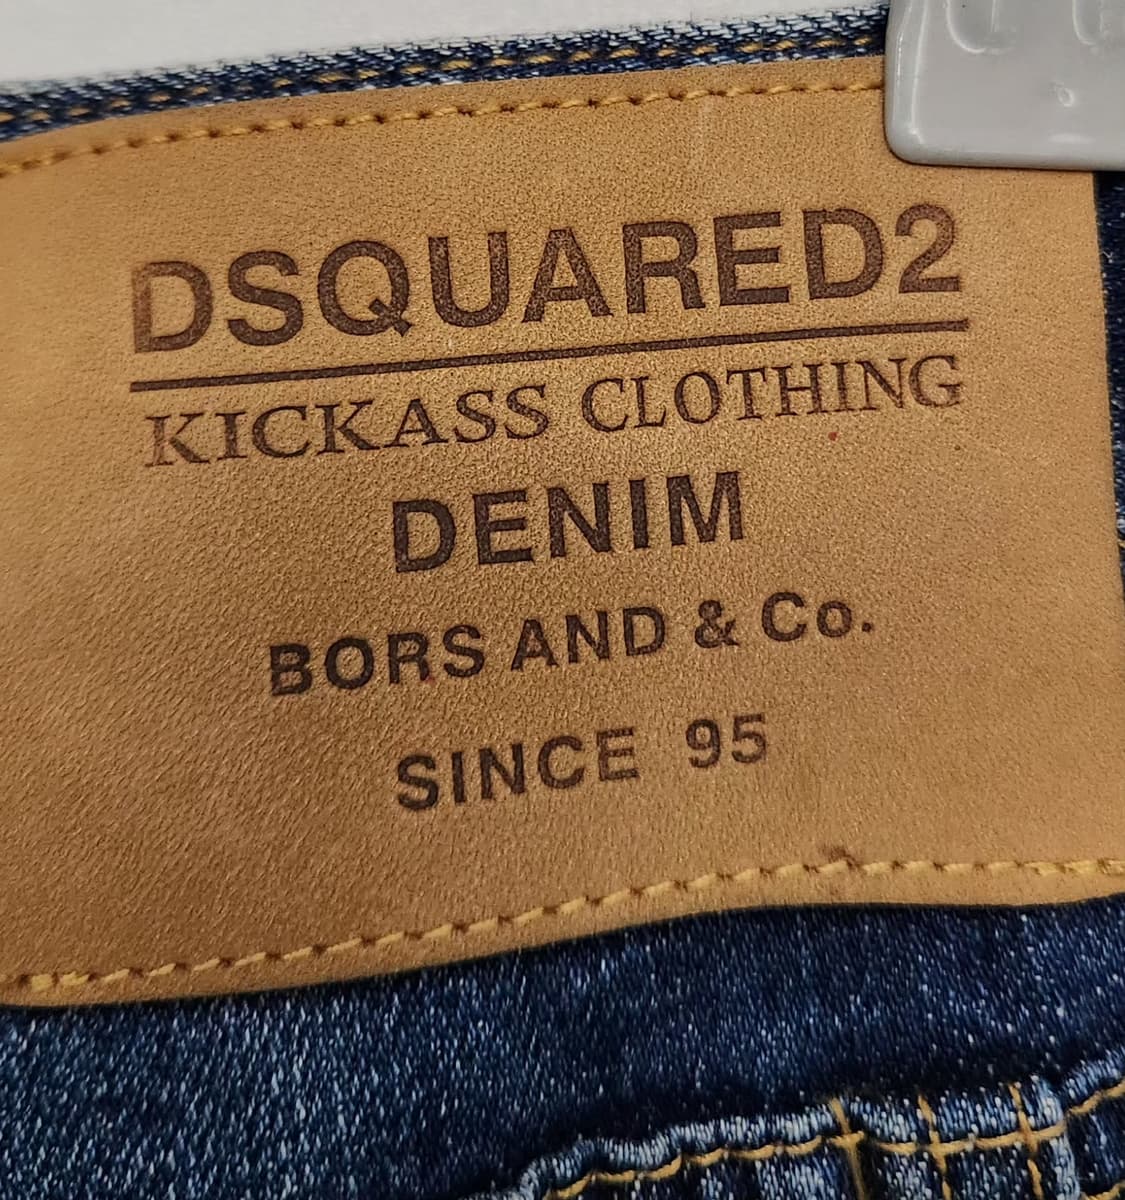 DSQUARED2
KICKASS CLOTHING
DENIM
BORS AND & Co.
SINCE 95